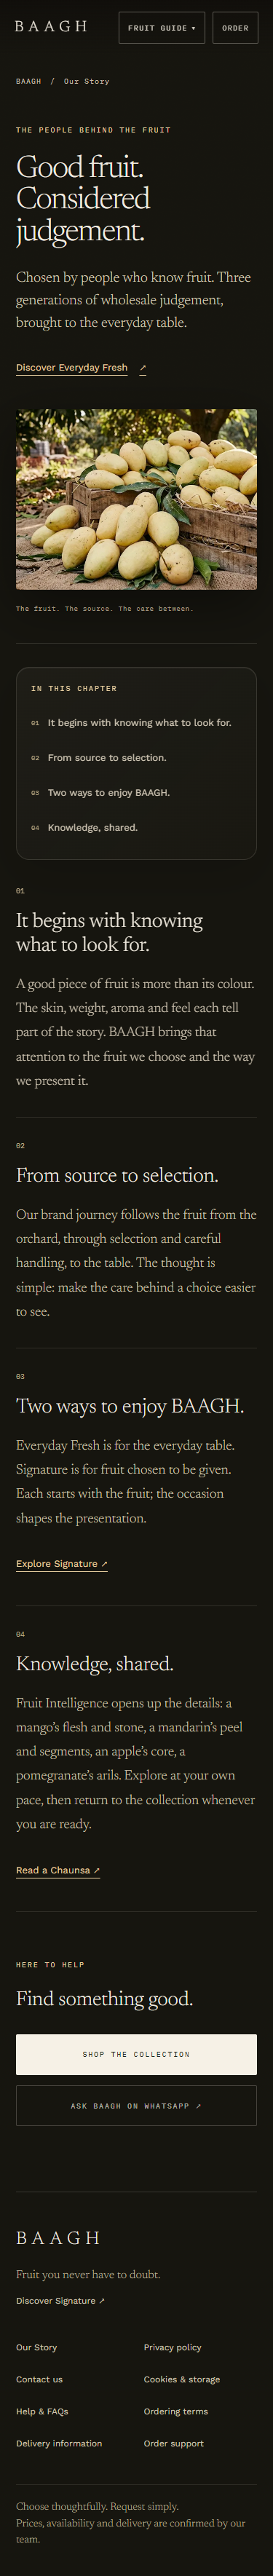 BAAGH
FRUIT GUIDE ▾
ORDER
BAAGH / Our Story
THE PEOPLE BEHIND THE FRUIT
Good fruit.
Considered
judgement.
Chosen by people who know fruit. Three
generations of wholesale judgement,
brought to the everyday table.
Discover Everyday Fresh ↗
The fruit. The source. The care between.
IN THIS CHAPTER
01 It begins with knowing what to look for.
02 From source to selection.
03 Two ways to enjoy BAAGH.
04 Knowledge, shared.
01
It begins with knowing
what to look for.
A good piece of fruit is more than its colour.
The skin, weight, aroma and feel each tell
part of the story. BAAGH brings that
attention to the fruit we choose and the way
we present it.
02
From source to selection.
Our brand journey follows the fruit from the
orchard, through selection and careful
handling, to the table. The thought is
simple: make the care behind a choice easier
to see.
03
Two ways to enjoy BAAGH.
Everyday Fresh is for the everyday table.
Signature is for fruit chosen to be given.
Each starts with the fruit; the occasion
shapes the presentation.
Explore Signature ↗
04
Knowledge, shared.
Fruit Intelligence opens up the details: a
mango’s flesh and stone, a mandarin’s peel
and segments, an apple’s core, a
pomegranate’s arils. Explore at your own
pace, then return to the collection whenever
you are ready.
Read a Chaunsa ↗
HERE TO HELP
Find something good.
SHOP THE COLLECTION
ASK BAAGH ON WHATSAPP ↗
BAAGH
Fruit you never have to doubt.
Discover Signature ↗
Our Story
Privacy policy
Contact us
Cookies & storage
Help & FAQs
Ordering terms
Delivery information
Order support
Choose thoughtfully. Request simply.
Prices, availability and delivery are confirmed by our
team.